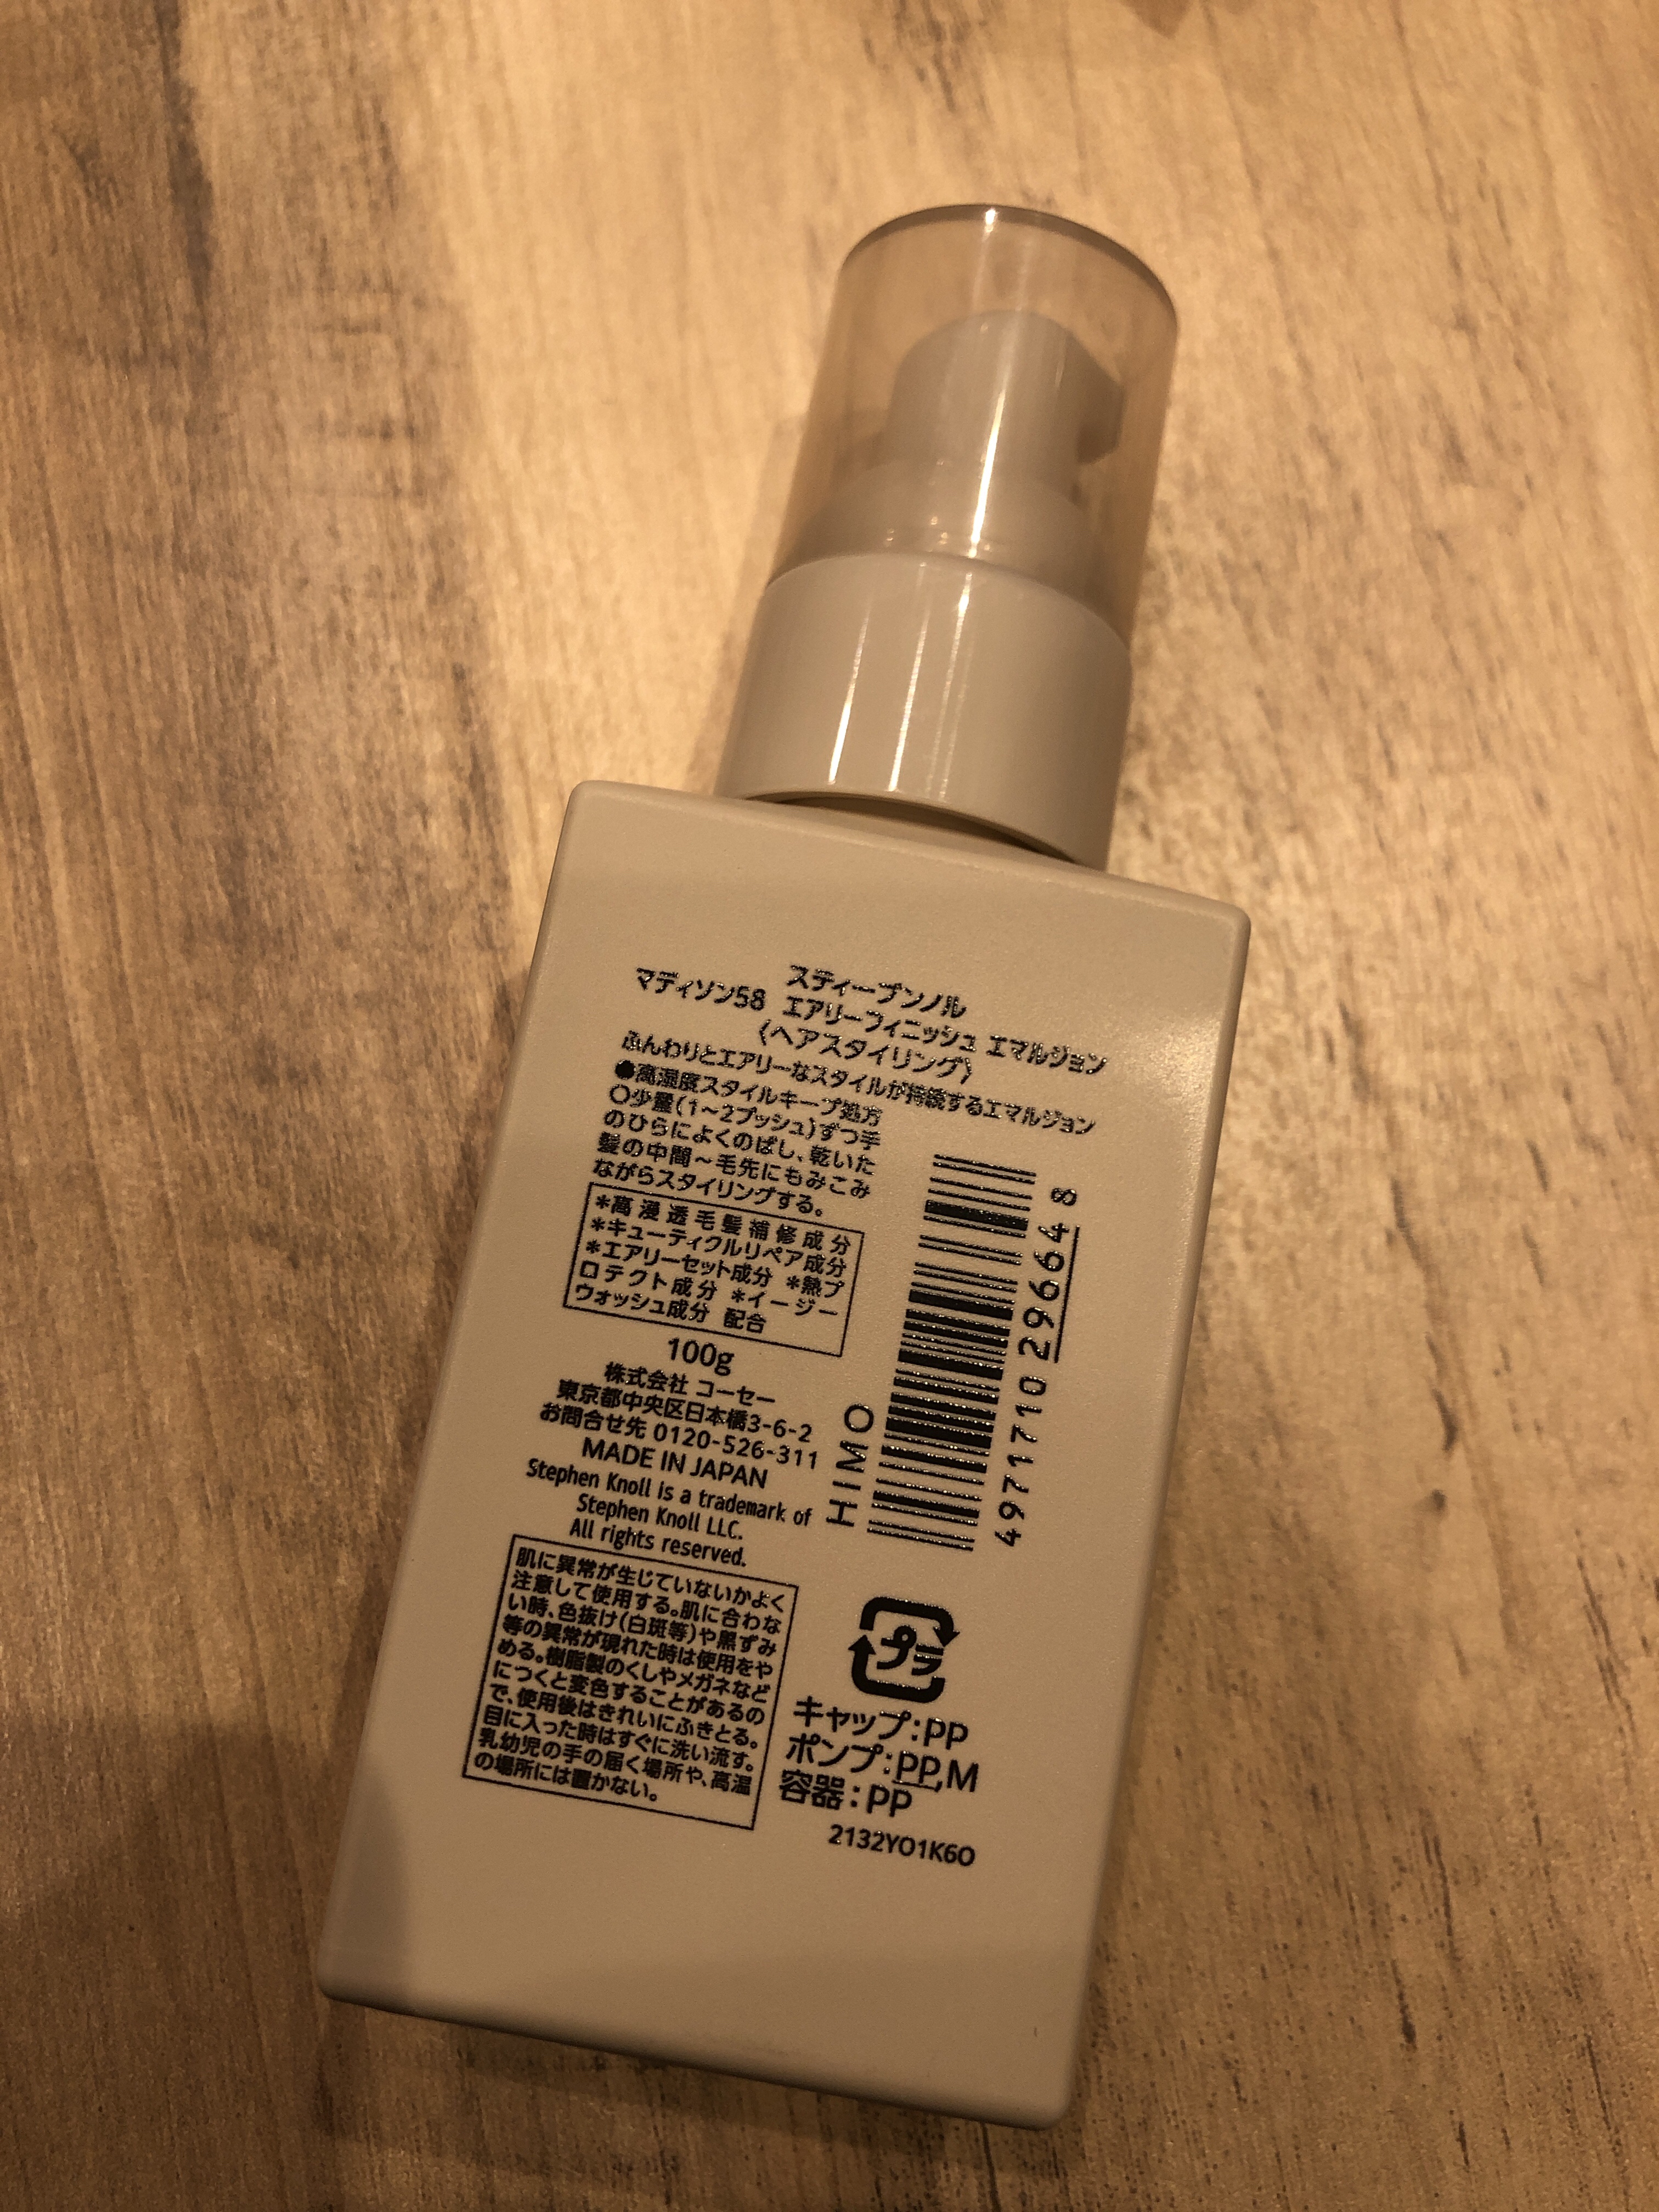 スティーブンノル
マディソン58 エアリーフィニッシュ エマルジョン
〈ヘアスタイリング〉
ふんわりとエアリーなスタイルが持続するエマルジョン
●高湿度スタイルキープ処方
○少量(1〜2プッシュ)ずつ手
のひらによくのばし、乾いた
髪の中間〜毛先にもみこみ
ながらスタイリングする。
*高浸透毛髪補修成分
*キューティクルリペア成分
*エアリーセット成分 *熱プ
ロテクト成分 *イージー
ウォッシュ成分 配合
100g
株式会社 コーセー
東京都中央区日本橋3-6-2
お問合せ先 0120-526-311
MADE IN JAPAN
Stephen Knoll is a trademark of
Stephen Knoll LLC.
All rights reserved.
肌に異常が生じていないかよく
注意して使用する。肌に合わな
い時、色抜け(白斑等)や黒ずみ
等の異常が現れた時は使用をや
める。樹脂製のくしやメガネなど
につくと変色することがあるの
で、使用後はきれいにふきとる。
目に入った時はすぐに洗い流す。
乳幼児の手の届く場所や、高温
の場所には置かない。
HIMO
4971710 296648
プラ
キャップ:PP
ポンプ:PP,M
容器:PP
2132YO1K6O